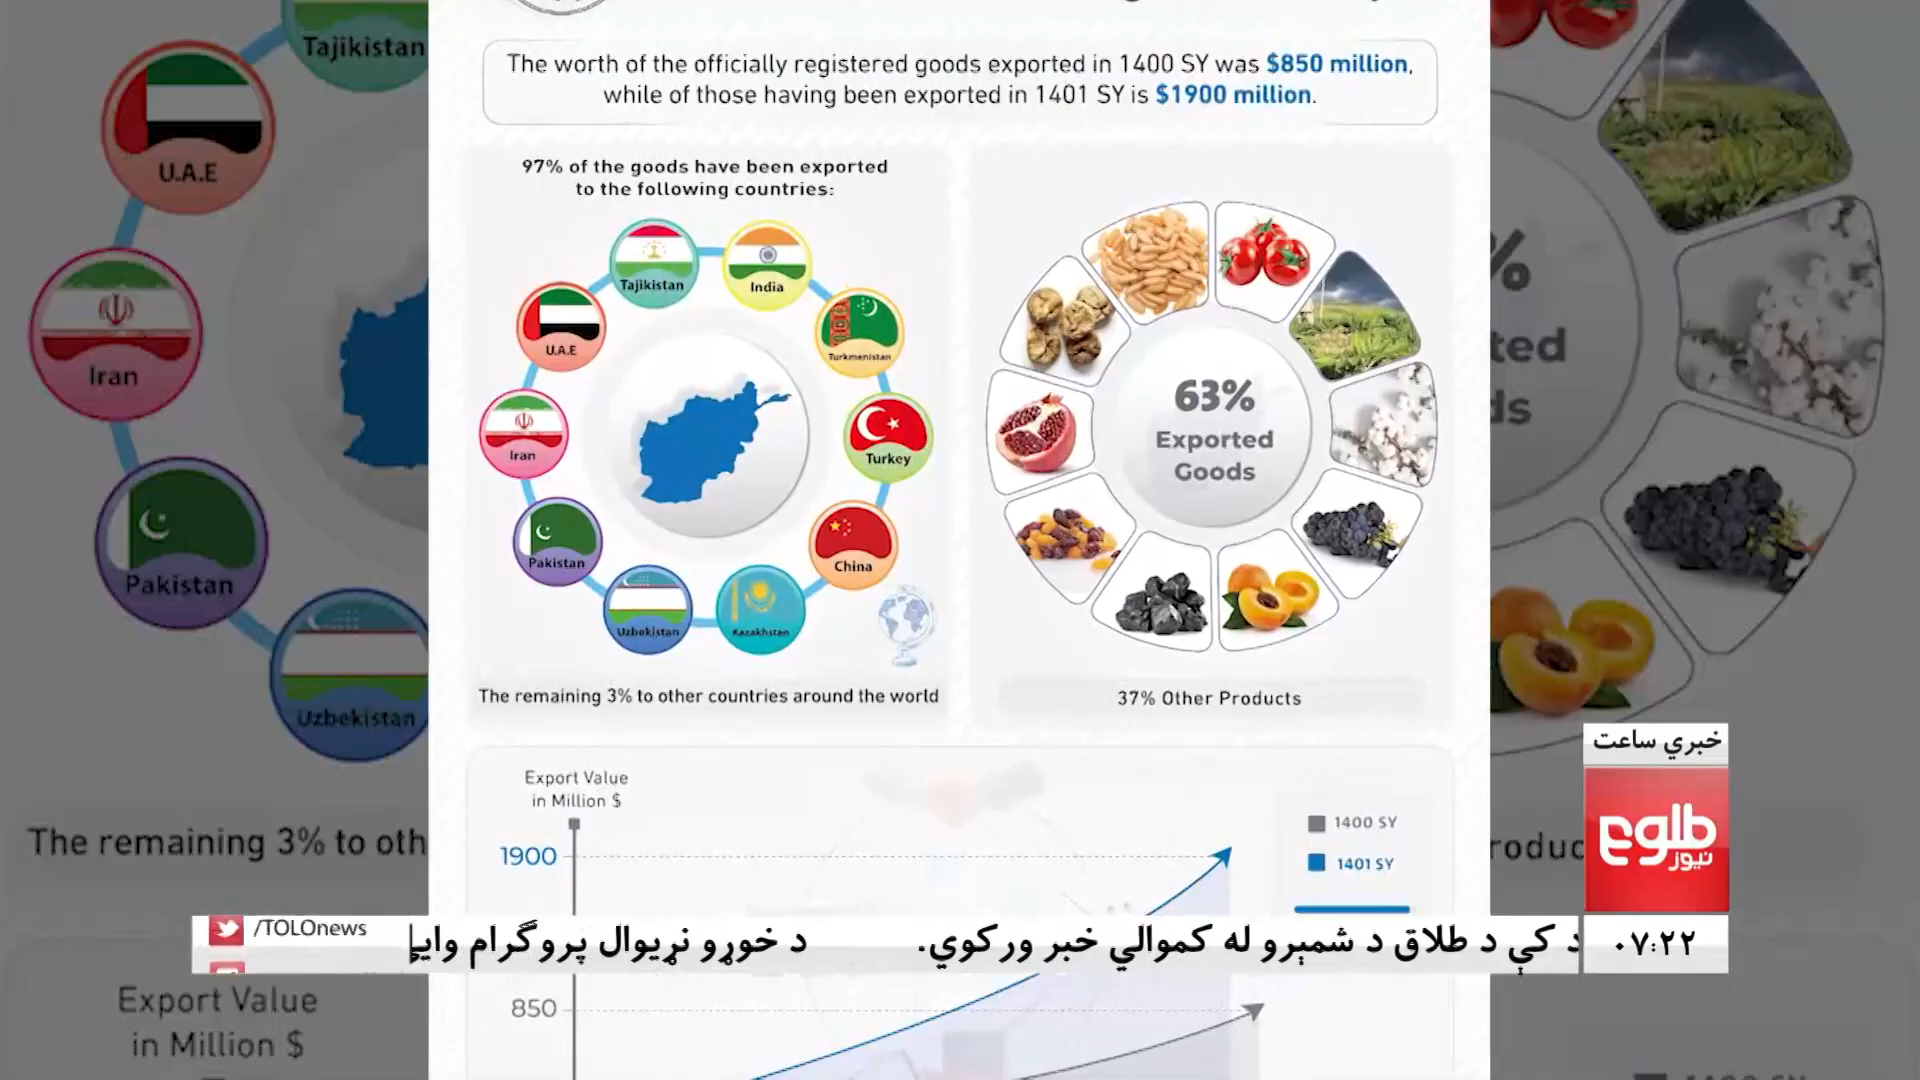 The worth of the officially registered goods exported in 1400 SY was $850 million,
while of those having been exported in 1401 SY is $1900 million.
97% of the goods have been exported
to the following countries:
Tajikistan
India
U.A.E
Turkmenistan
Iran
Turkey
Pakistan
China
Uzbekistan
Kazakhstan
The remaining 3% to other countries around the world
63%
Exported
Goods
37% Other Products
Export Value
in Million $
1900
850
1400 SY
1401 SY
Tajikistan
U.A.E
Iran
Pakistan
Uzbekistan
The remaining 3% to oth
Export Value
in Million $
%
ted
ds
roduc
خبري ساعت
طلوع
نیوز
۰۷:۲۲
/TOLOnews
د کې د طلاق د شمېرو له کموالي خبر ورکوي.
د خوړو نړیوال پروګرام وايي